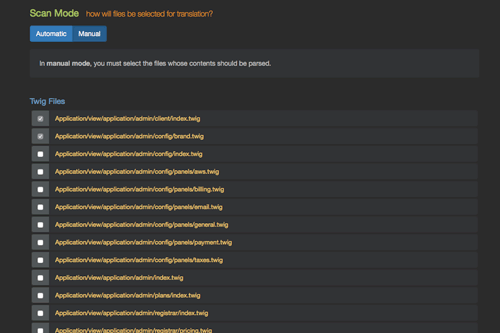 Scan Mode how will files be selected for translation?
Automatic Manual
In manual mode, you must select the files whose contents should be parsed.
Twig Files
Application/view/application/admin/client/index.twig
Application/view/application/admin/config/brand.twig
Application/view/application/admin/config/index.twig
Application/view/application/admin/config/panels/aws.twig
Application/view/application/admin/config/panels/billing.twig
Application/view/application/admin/config/panels/email.twig
Application/view/application/admin/config/panels/general.twig
Application/view/application/admin/config/panels/payment.twig
Application/view/application/admin/config/panels/taxes.twig
Application/view/application/admin/index.twig
Application/view/application/admin/plans/index.twig
Application/view/application/admin/registrar/index.twig
Application/view/application/admin/registrar/pricing.twig